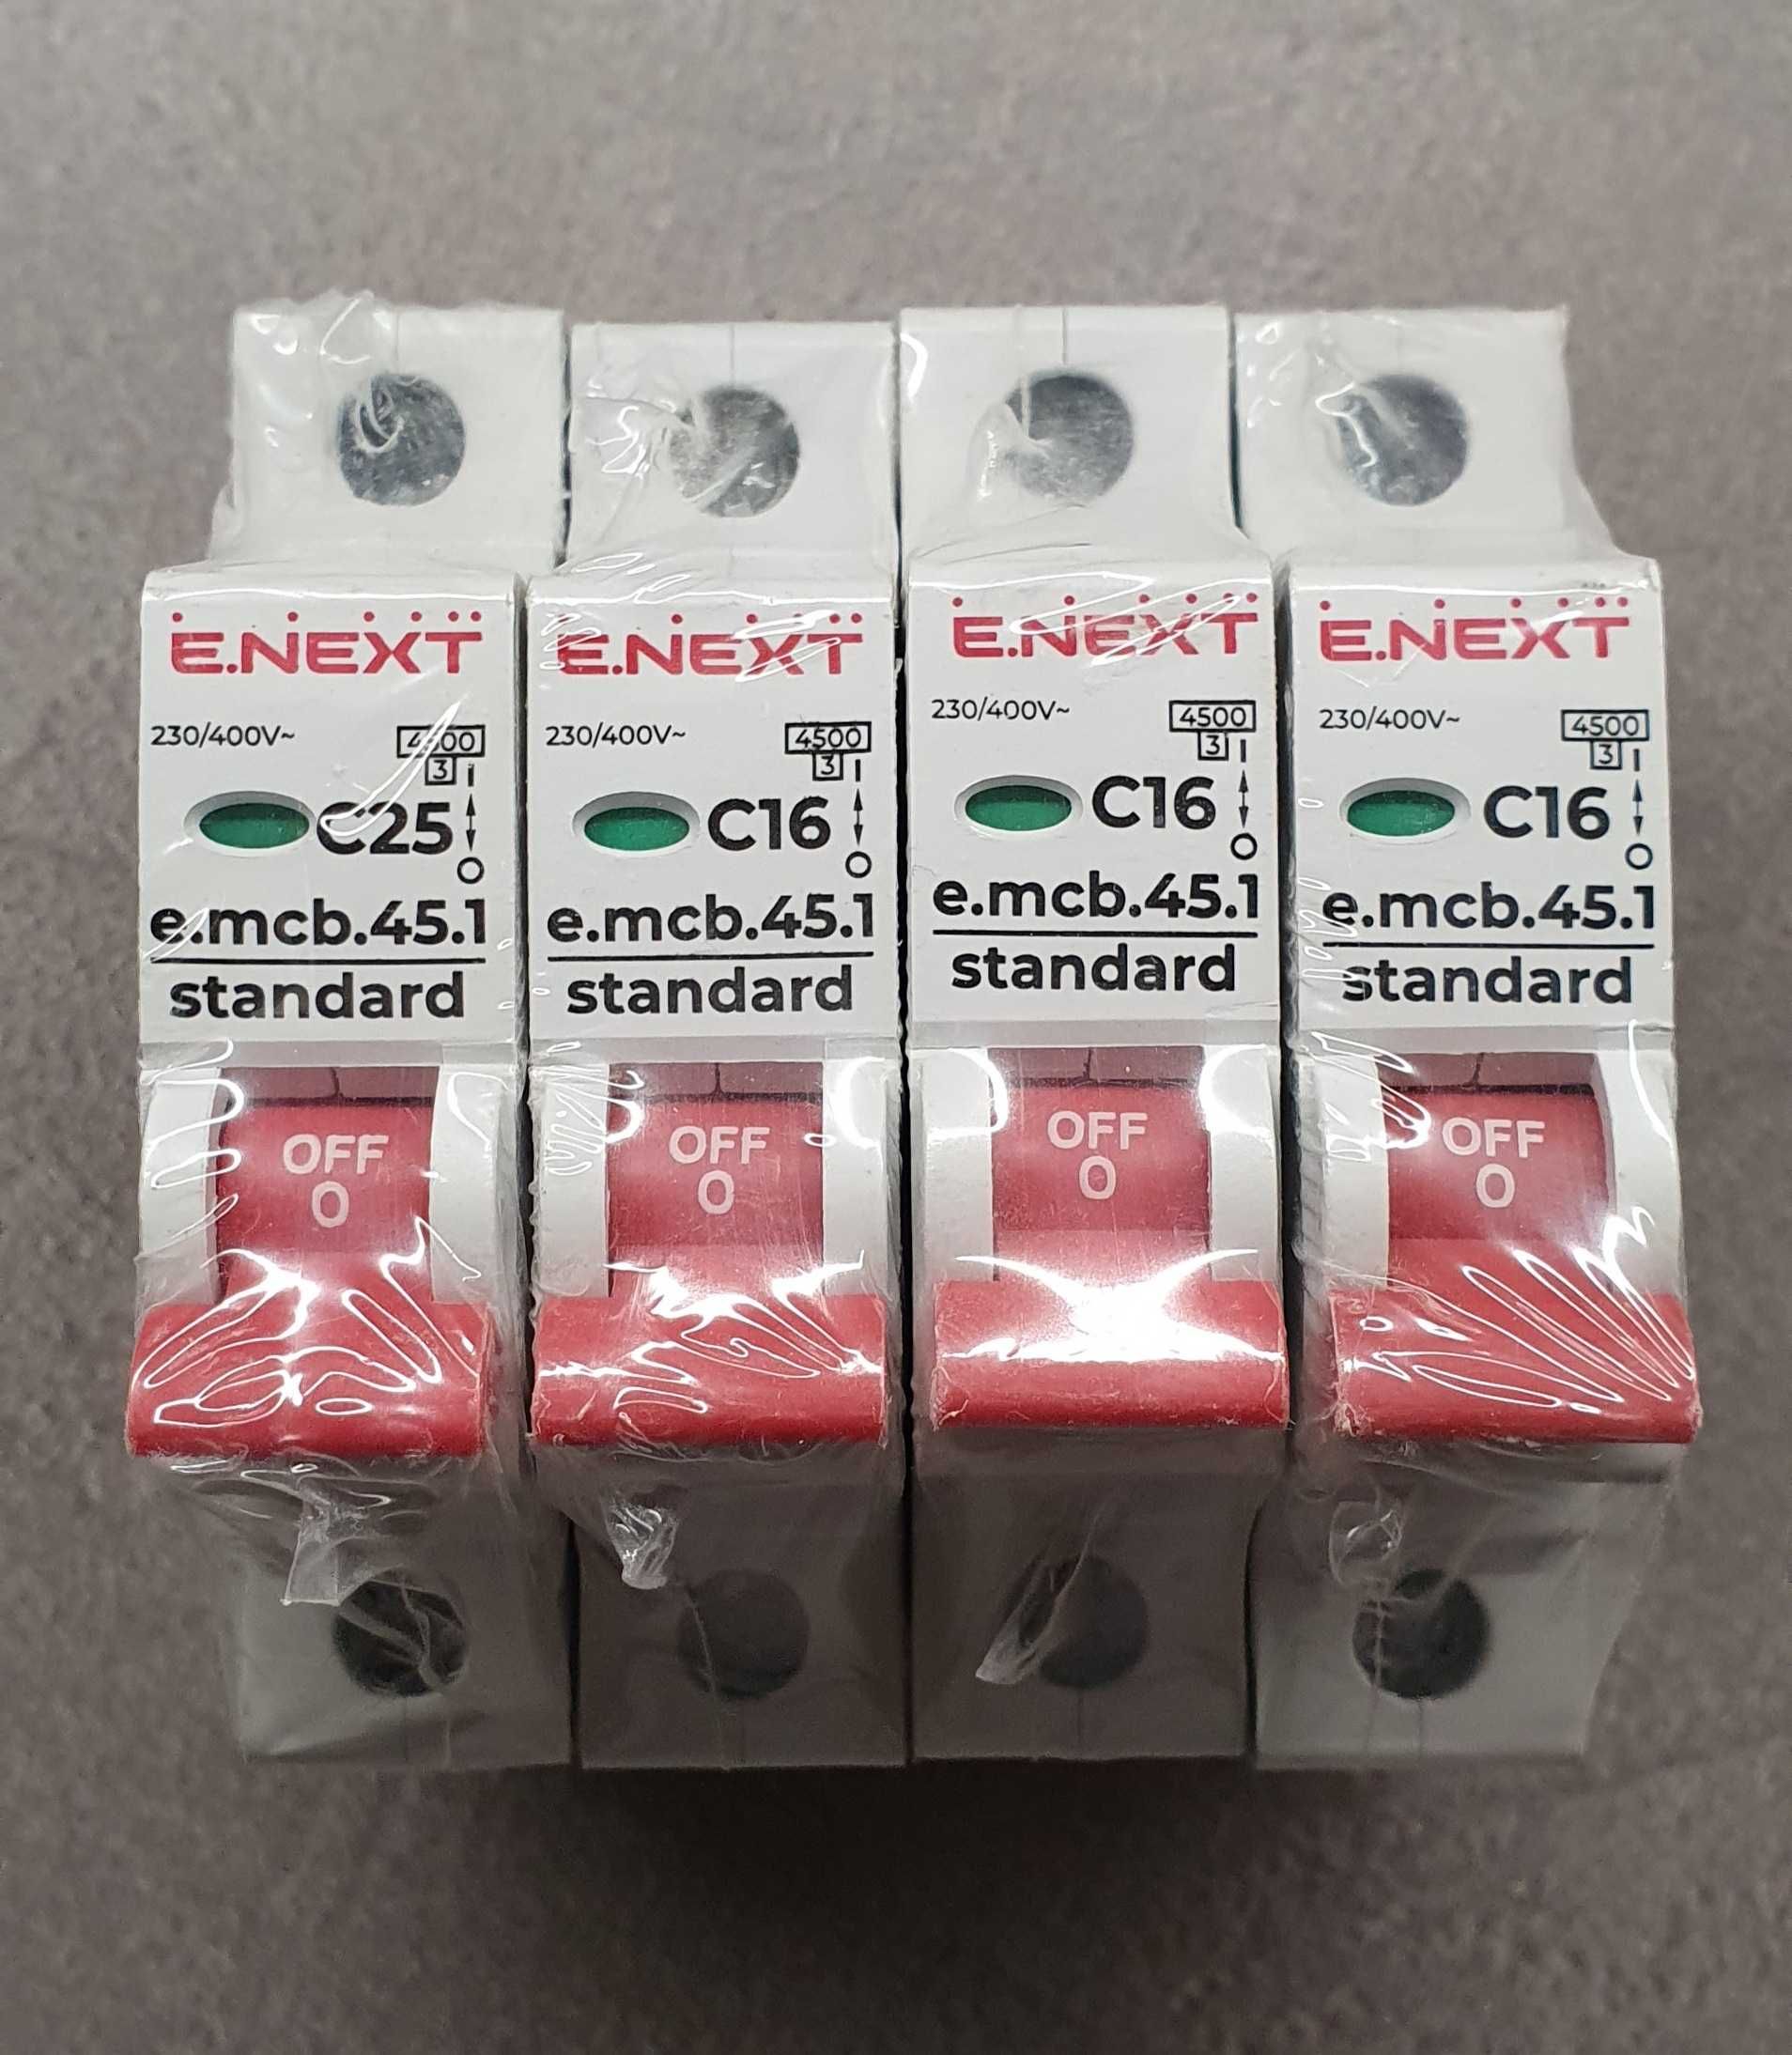 E.NEXT
230/400V~ 4500
3
C25
e.mcb.45.1
standard
OFF
O
E.NEXT
230/400V~ 4500
3
C16
e.mcb.45.1
standard
OFF
O
E.NEXT
230/400V~ 4500
3
C16
e.mcb.45.1
standard
OFF
O
E.NEXT
230/400V~ 4500
3
C16
e.mcb.45.1
standard
OFF
O